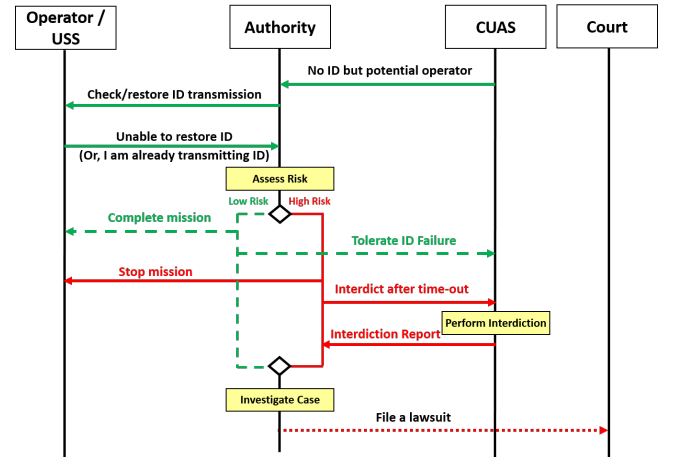 Operator /
USS
Authority
CUAS
Court
No ID but potential operator
Check/restore ID transmission
Unable to restore ID
(Or, I am already transmitting ID)
Assess Risk
Low Risk
High Risk
Complete mission
Tolerate ID Failure
Stop mission
Interdict after time-out
Perform Interdiction
Interdiction Report
Investigate Case
File a lawsuit